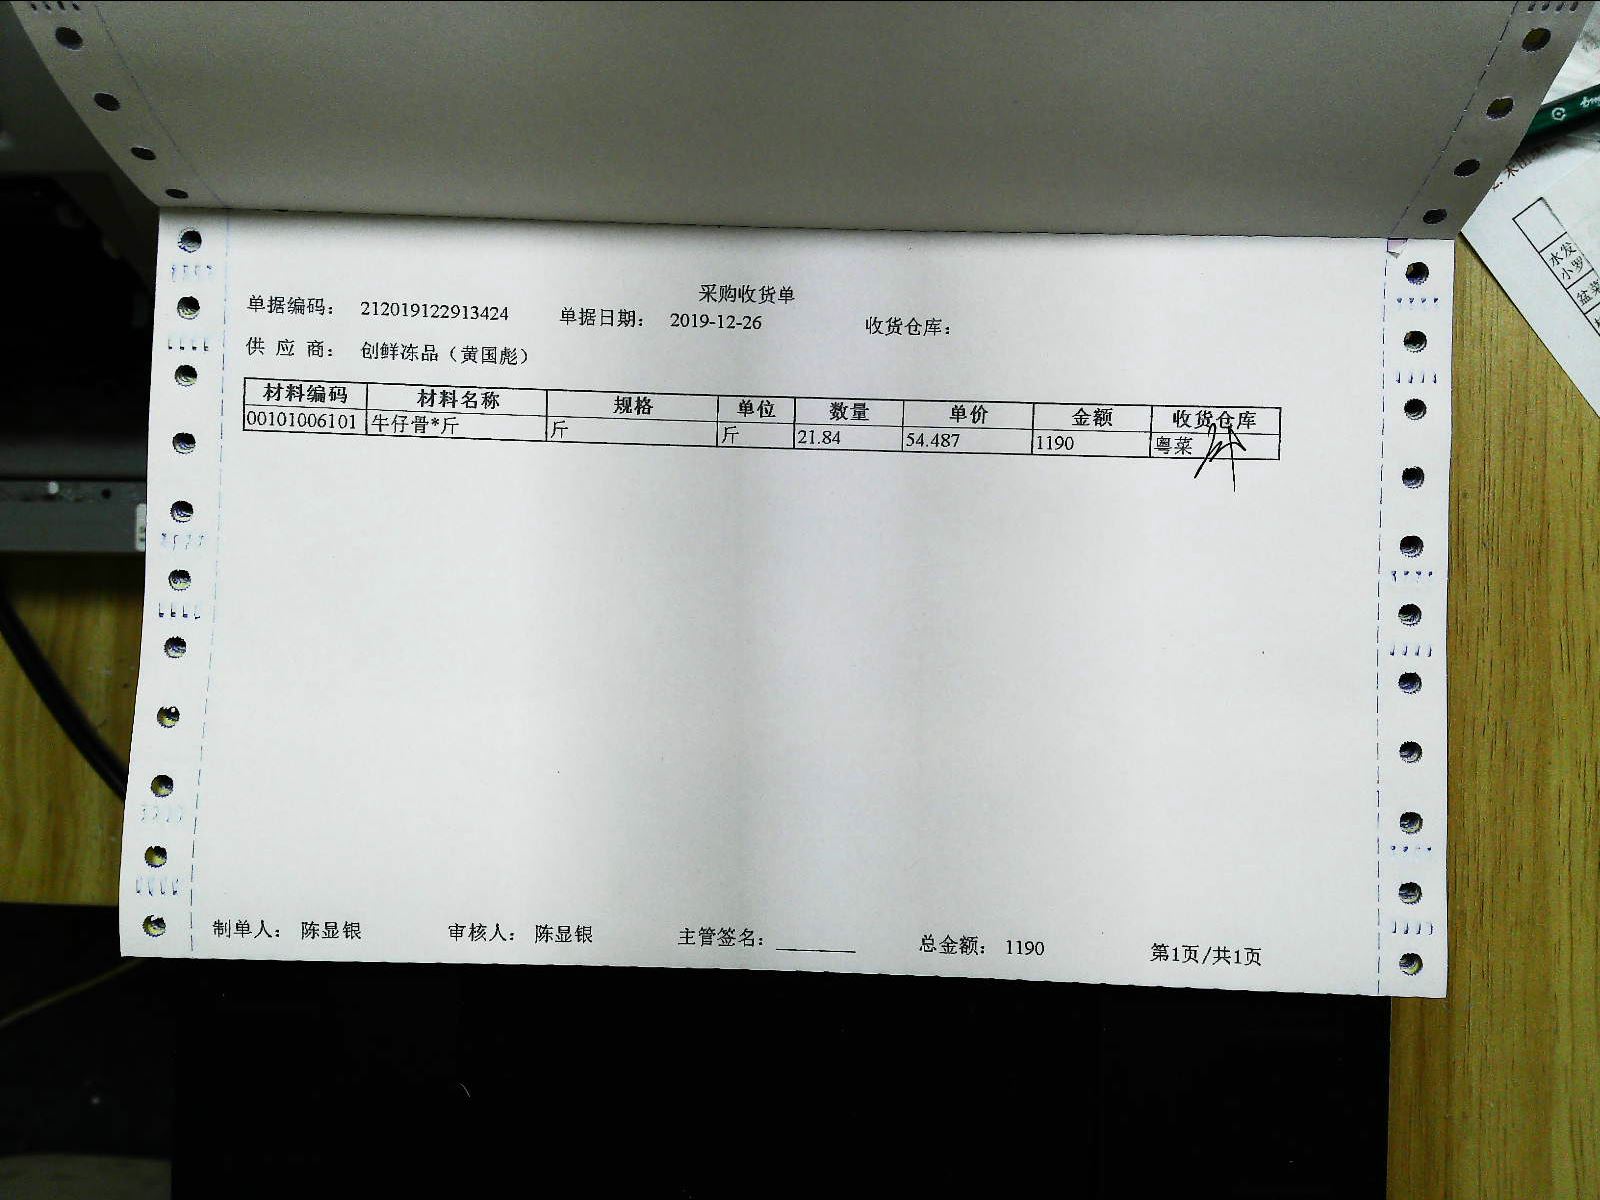 采购收货单
单据编码： 212019122913424 单据日期： 2019-12-26 收货仓库：
供 应 商： 创鲜冻品（黄国彪）
材料编码 材料名称 规格 单位 数量 单价 金额 收货仓库
00101006101 牛仔骨*斤 斤 斤 21.84 54.487 1190 粤菜
制单人： 陈显银 审核人： 陈显银 主管签名： 总金额： 1190 第1页/共1页
水发
小罗